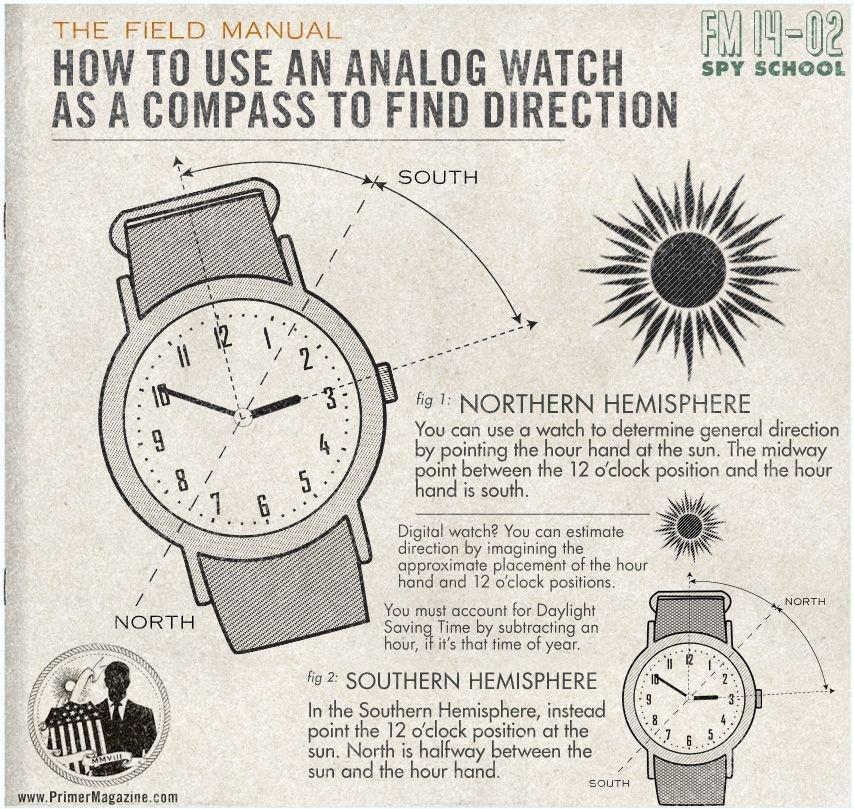 THE FIELD MANUAL
HOW TO USE AN ANALOG WATCH
AS A COMPASS TO FIND DIRECTION
FM 14-02
SPY SCHOOL
SOUTH
12
1
2
3
4
5
6
7
8
9
10
11
L
NORTH
fig 1: NORTHERN HEMISPHERE
You can use a watch to determine general direction
by pointing the hour hand at the sun. The midway
point between the 12 o'clock position and the hour
hand is south.
Digital watch? You can estimate
direction by imagining the
approximate placement of the hour
hand and 12 o'clock positions.
You must account for Daylight
Saving Time by subtracting an
hour, if it's that time of year.
fig 2: SOUTHERN HEMISPHERE
In the Southern Hemisphere, instead
point the 12 o'clock position at the
sun. North is halfway between the
sun and the hour hand.
NORTH
12
1
2
3
4
5
6
7
8
9
10
11
SOUTH
MMVIII
www.PrimerMagazine.com